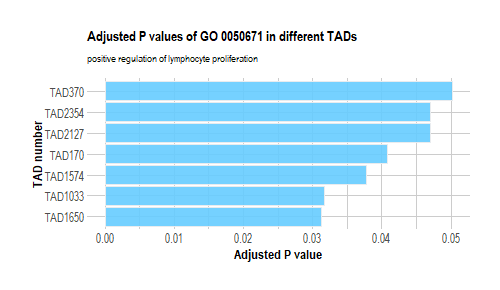 Adjusted P values of GO 0050671 in different TADs
positive regulation of lymphocyte proliferation
TAD number
TAD370
TAD2354
TAD2127
TAD170
TAD1574
TAD1033
TAD1650
0.00 0.01 0.02 0.03 0.04 0.05
Adjusted P value